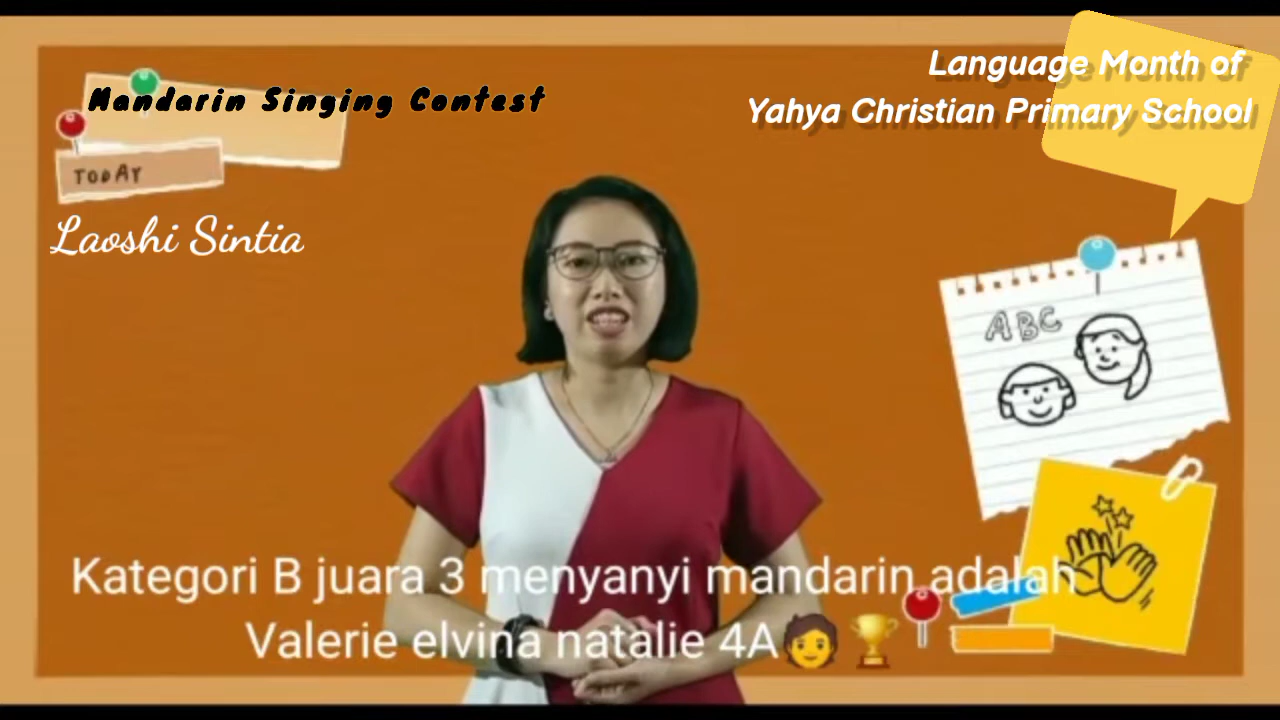 Language Month of
Yahya Christian Primary School
Mandarin Singing Contest
TODAY
Laoshi Sintia
ABC
Kategori B juara 3 menyanyi mandarin adalah
Valerie elvina natalie 4A🧑🏆